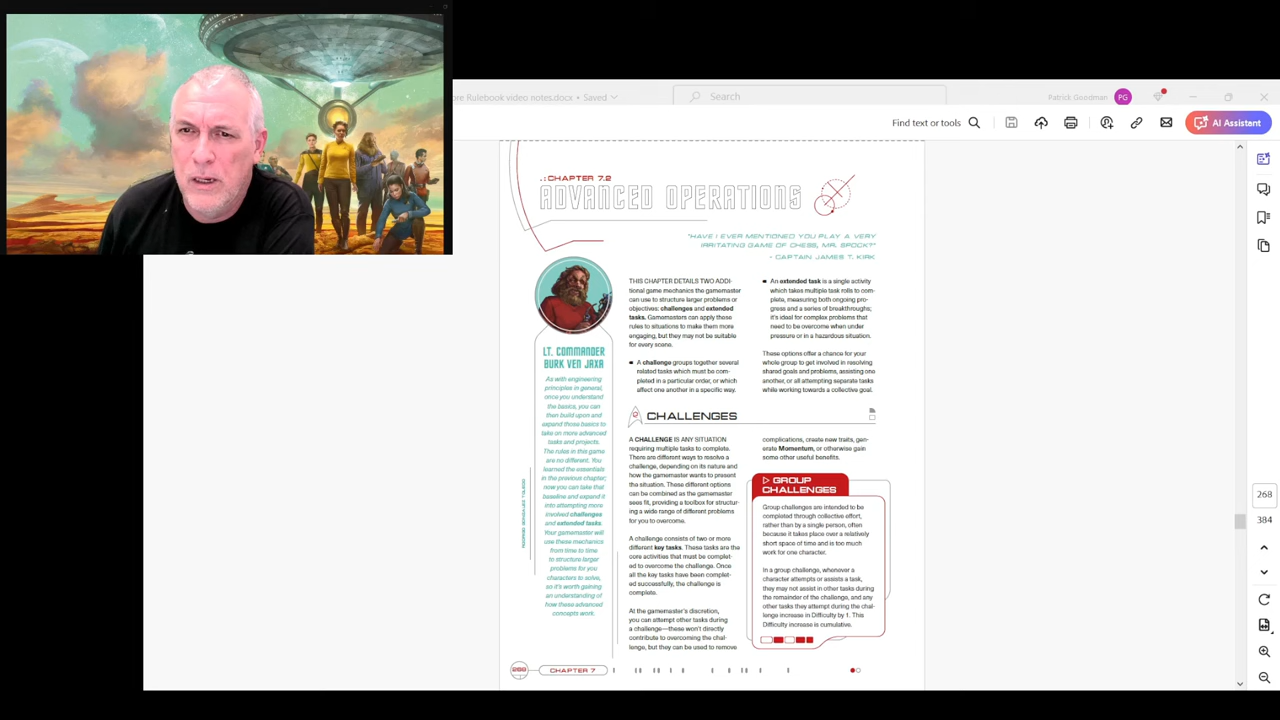 ore Rulebook video notes.docx • Saved
Search
Patrick Goodman
PG
Find text or tools
AI Assistant
.:CHAPTER 7.2
ADVANCED OPERATIONS
"HAVE I EVER MENTIONED YOU PLAY A VERY
IRRITATING GAME OF CHESS, MR. SPOCK?"
- CAPTAIN JAMES T. KIRK
LT. COMMANDER
BURK VEN JAXA
As with engineering
principles in general,
once you understand
the basics, you can
then build upon and
expand those basics to
take on more advanced
tasks and projects.
The rules in this game
are no different. You
learned the essentials
in the previous chapter;
now you can take that
baseline and expand it
into attempting more
involved challenges
and extended tasks.
Your gamemaster will
use these mechanics
from time to time
to structure larger
problems for you
characters to solve,
so it's worth gaining
an understanding of
how these advanced
concepts work.
THIS CHAPTER DETAILS TWO ADDI-
tional game mechanics the gamemaster
can use to structure larger problems or
objectives: challenges and extended
tasks. Gamemasters can apply these
rules to situations to make them more
engaging, but they may not be suitable
for every scene.
A challenge groups together several
related tasks which must be com-
pleted in a particular order, or which
affect one another in a specific way.
An extended task is a single activity
which takes multiple task rolls to com-
plete, measuring both ongoing pro-
gress and a series of breakthroughs;
it's ideal for complex problems that
need to be overcome when under
pressure or in a hazardous situation.
These options offer a chance for your
whole group to get involved in resolving
shared goals and problems, assisting one
another, or all attempting separate tasks
while working towards a collective goal.
CHALLENGES
A CHALLENGE IS ANY SITUATION
requiring multiple tasks to complete.
There are different ways to resolve a
challenge, depending on its nature and
how the gamemaster wants to present
the situation. These different options
can be combined as the gamemaster
sees fit, providing a toolbox for structur-
ing a wide range of different problems
for you to overcome.
A challenge consists of two or more
different key tasks. These tasks are the
core activities that must be complet-
ed to overcome the challenge. Once
all the key tasks have been complet-
ed successfully, the challenge is
complete.
At the gamemaster's discretion,
you can attempt other tasks during
a challenge—these won't directly
contribute to overcoming the chal-
lenge, but they can be used to remove
complications, create new traits, gen-
erate Momentum, or otherwise gain
some other useful benefits.
GROUP
CHALLENGES
Group challenges are intended to be
completed through collective effort,
rather than by a single person, often
because it takes place over a relatively
short space of time and is too much
work for one character.
In a group challenge, whenever a
character attempts or assists a task,
they may not assist in other tasks during
the remainder of the challenge, and any
other tasks they attempt during the chal-
lenge increase in Difficulty by 1. This
Difficulty increase is cumulative.
268
CHAPTER 7
268
384